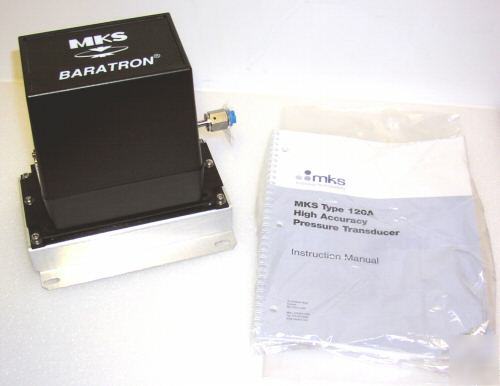 MKS
BARATRON®
mks
MKS Type 120A
High Accuracy
Pressure Transducer
Instruction Manual